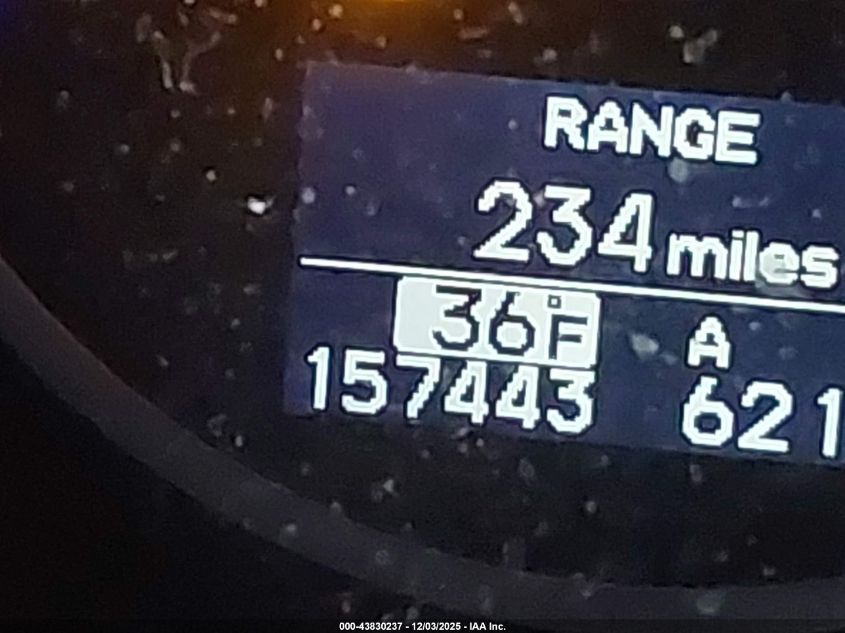 RANGE
234 miles
36°F A
157443 621
000-43830237 - 12/03/2025 - IAA Inc.